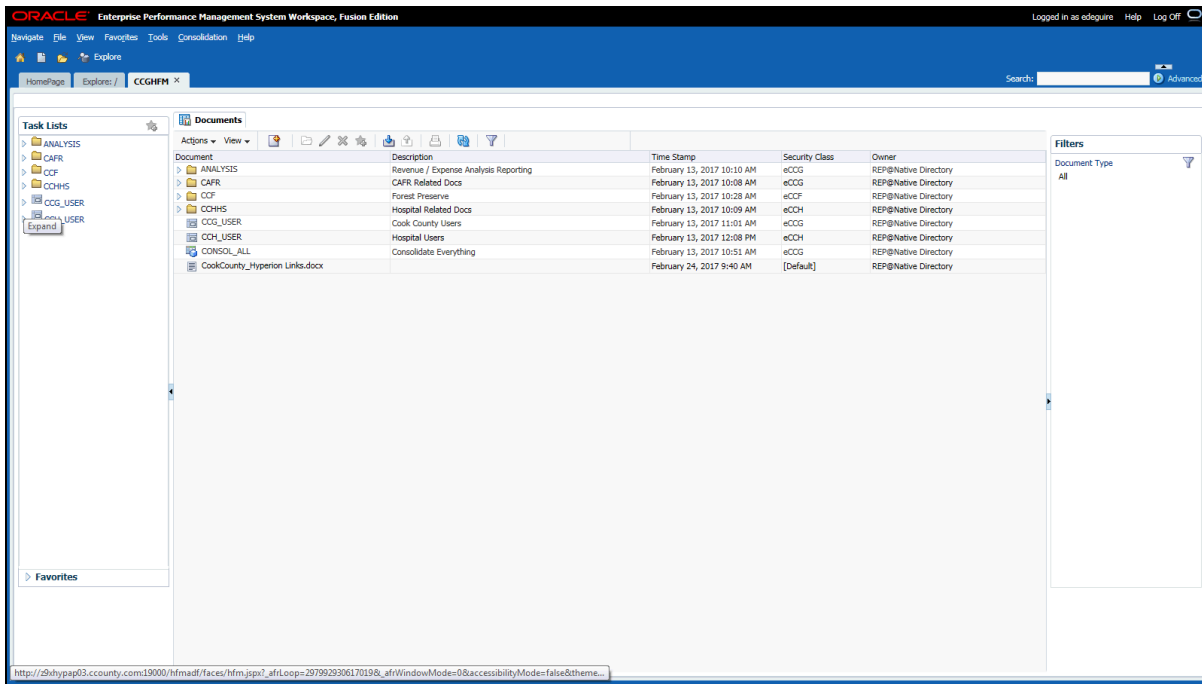 ORACLE Enterprise Performance Management System Workspace, Fusion Edition Logged in as edeguire Help Log Off
Navigate File View Favorites Tools Consolidation Help
Explore
HomePage Explore: / CCGHFM × Search: Advanced
Task Lists
ANALYSIS
CAFR
CCF
CCHHS
CCG_USER
CCH_USER
Expand
Favorites
Documents
Actions View
Document Description Time Stamp Security Class Owner
ANALYSIS Revenue / Expense Analysis Reporting February 13, 2017 10:10 AM eCCG REP@Native Directory
CAFR CAFR Related Docs February 13, 2017 10:08 AM eCCG REP@Native Directory
CCF Forest Preserve February 13, 2017 10:28 AM eCCF REP@Native Directory
CCHHS Hospital Related Docs February 13, 2017 10:09 AM eCCH REP@Native Directory
CCG_USER Cook County Users February 13, 2017 11:01 AM eCCG REP@Native Directory
CCH_USER Hospital Users February 13, 2017 12:08 PM eCCH REP@Native Directory
CONSOL_ALL Consolidate Everything February 13, 2017 10:51 AM eCCG REP@Native Directory
CookCounty_Hyperion Links.docx February 24, 2017 9:40 AM [Default] REP@Native Directory
Filters
Document Type
All
http://z9xhypap03.ccounty.com:19000/hfmadf/faces/hfm.jspx?_afrLoop=297992930617019&_afrWindowMode=0&accessibilityMode=false&theme...